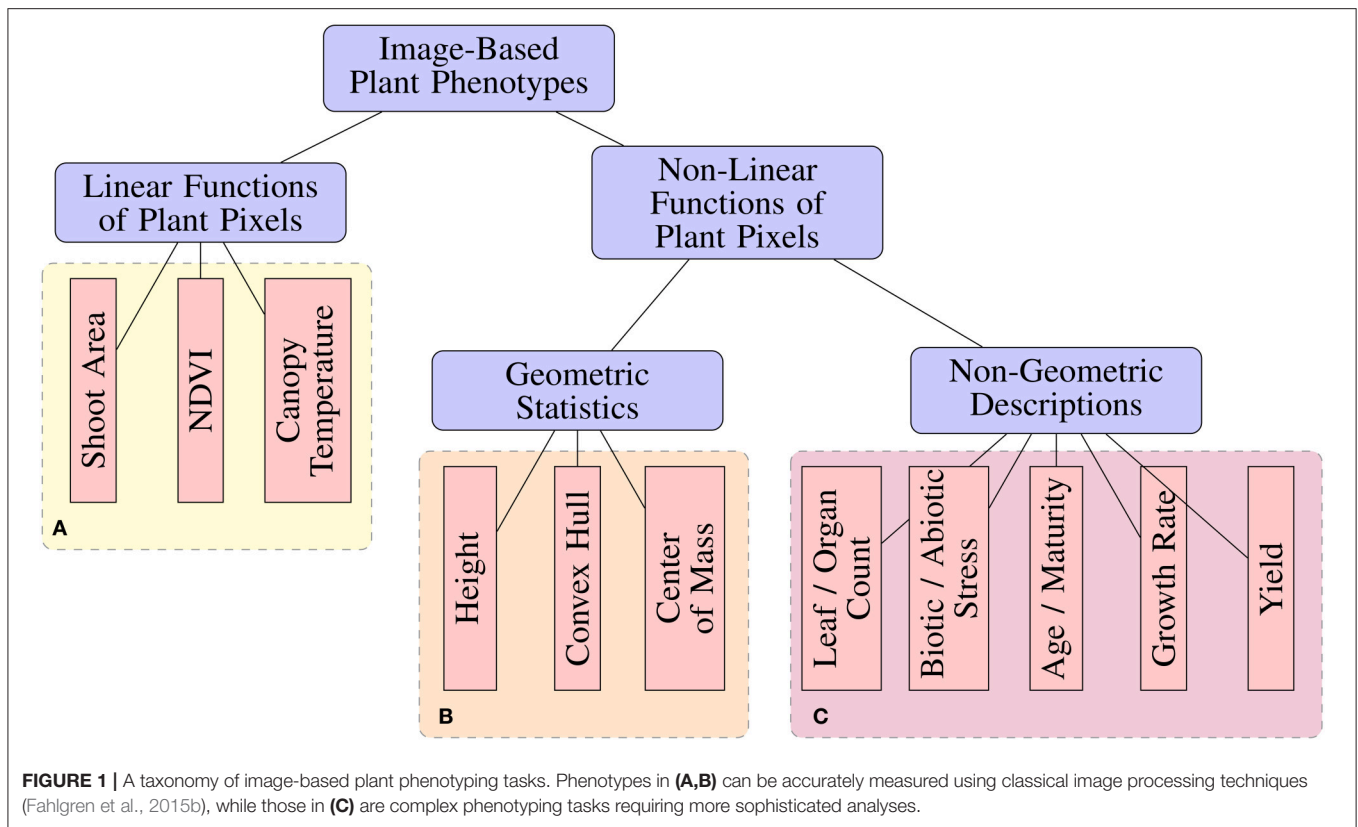 Image-Based
Plant Phenotypes
Linear Functions
of Plant Pixels
Non-Linear
Functions of
Plant Pixels
Shoot Area
NDVI
Canopy
Temperature
A
Geometric
Statistics
Non-Geometric
Descriptions
Height
Convex Hull
Center
of Mass
B
Leaf / Organ
Count
Biotic / Abiotic
Stress
Age / Maturity
Growth Rate
Yield
C
FIGURE 1 | A taxonomy of image-based plant phenotyping tasks. Phenotypes in (A,B) can be accurately measured using classical image processing techniques
(Fahlgren et al., 2015b), while those in (C) are complex phenotyping tasks requiring more sophisticated analyses.